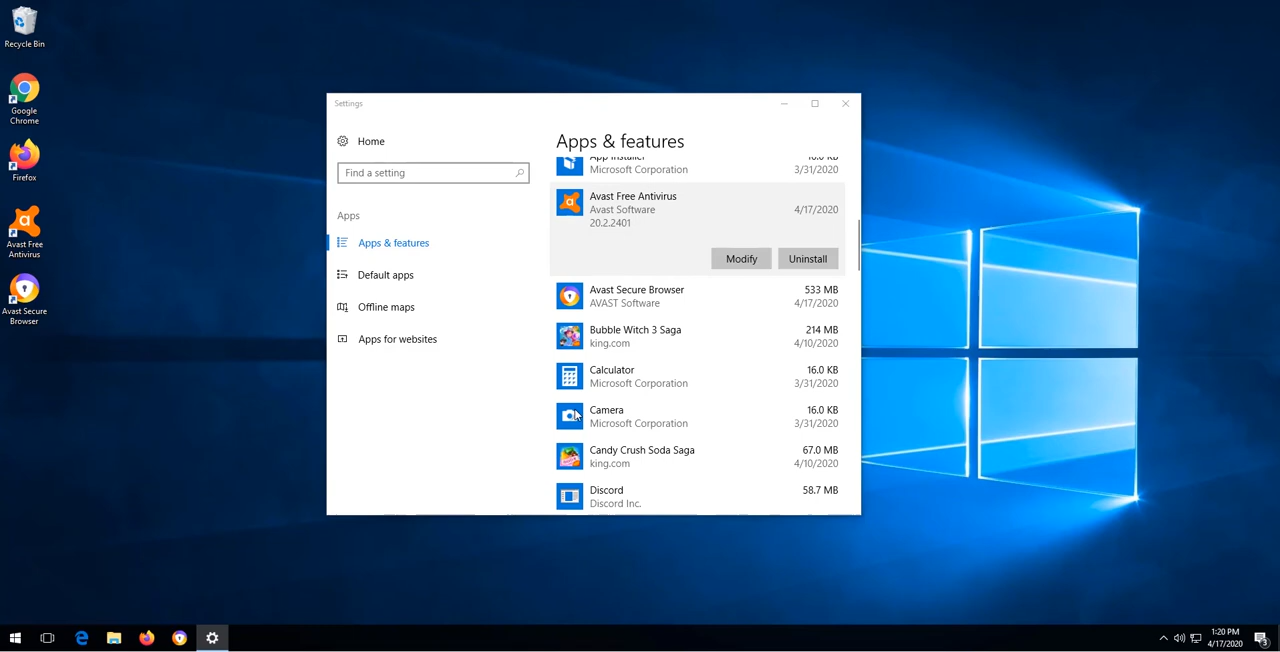 Recycle Bin
Google
Chrome
Firefox
Avast Free
Antivirus
Avast Secure
Browser
Settings
Home
Find a setting
Apps
Apps & features
Default apps
Offline maps
Apps for websites
Apps & features
App Installer 16.0 KB
Microsoft Corporation 3/31/2020
Avast Free Antivirus
Avast Software 4/17/2020
20.2.2401
Modify Uninstall
Avast Secure Browser 533 MB
AVAST Software 4/17/2020
Bubble Witch 3 Saga 214 MB
king.com 4/10/2020
Calculator 16.0 KB
Microsoft Corporation 3/31/2020
Camera 16.0 KB
Microsoft Corporation 3/31/2020
Candy Crush Soda Saga 67.0 MB
king.com 4/10/2020
Discord 58.7 MB
Discord Inc.
1:20 PM
4/17/2020
3